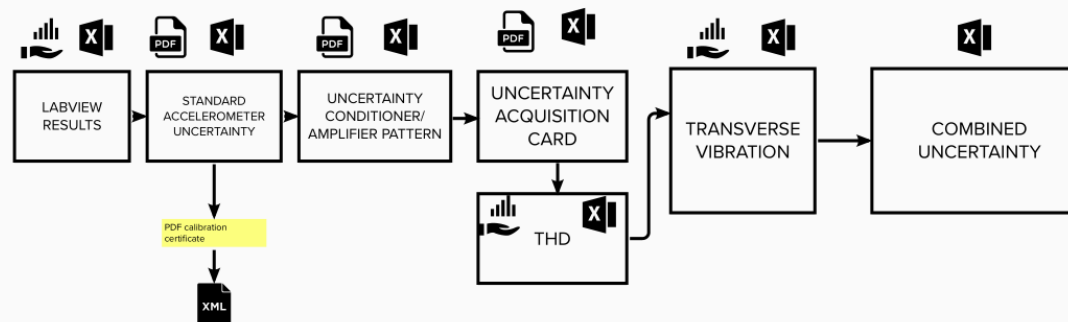 X
PDF
X
PDF
X
PDF
X
X
X
LABVIEW
RESULTS
STANDARD
ACCELEROMETER
UNCERTAINTY
UNCERTAINTY
CONDITIONER/
AMPLIFIER PATTERN
UNCERTAINTY
ACQUISITION
CARD
TRANSVERSE
VIBRATION
COMBINED
UNCERTAINTY
X
THD
PDF calibration
certificate
XML